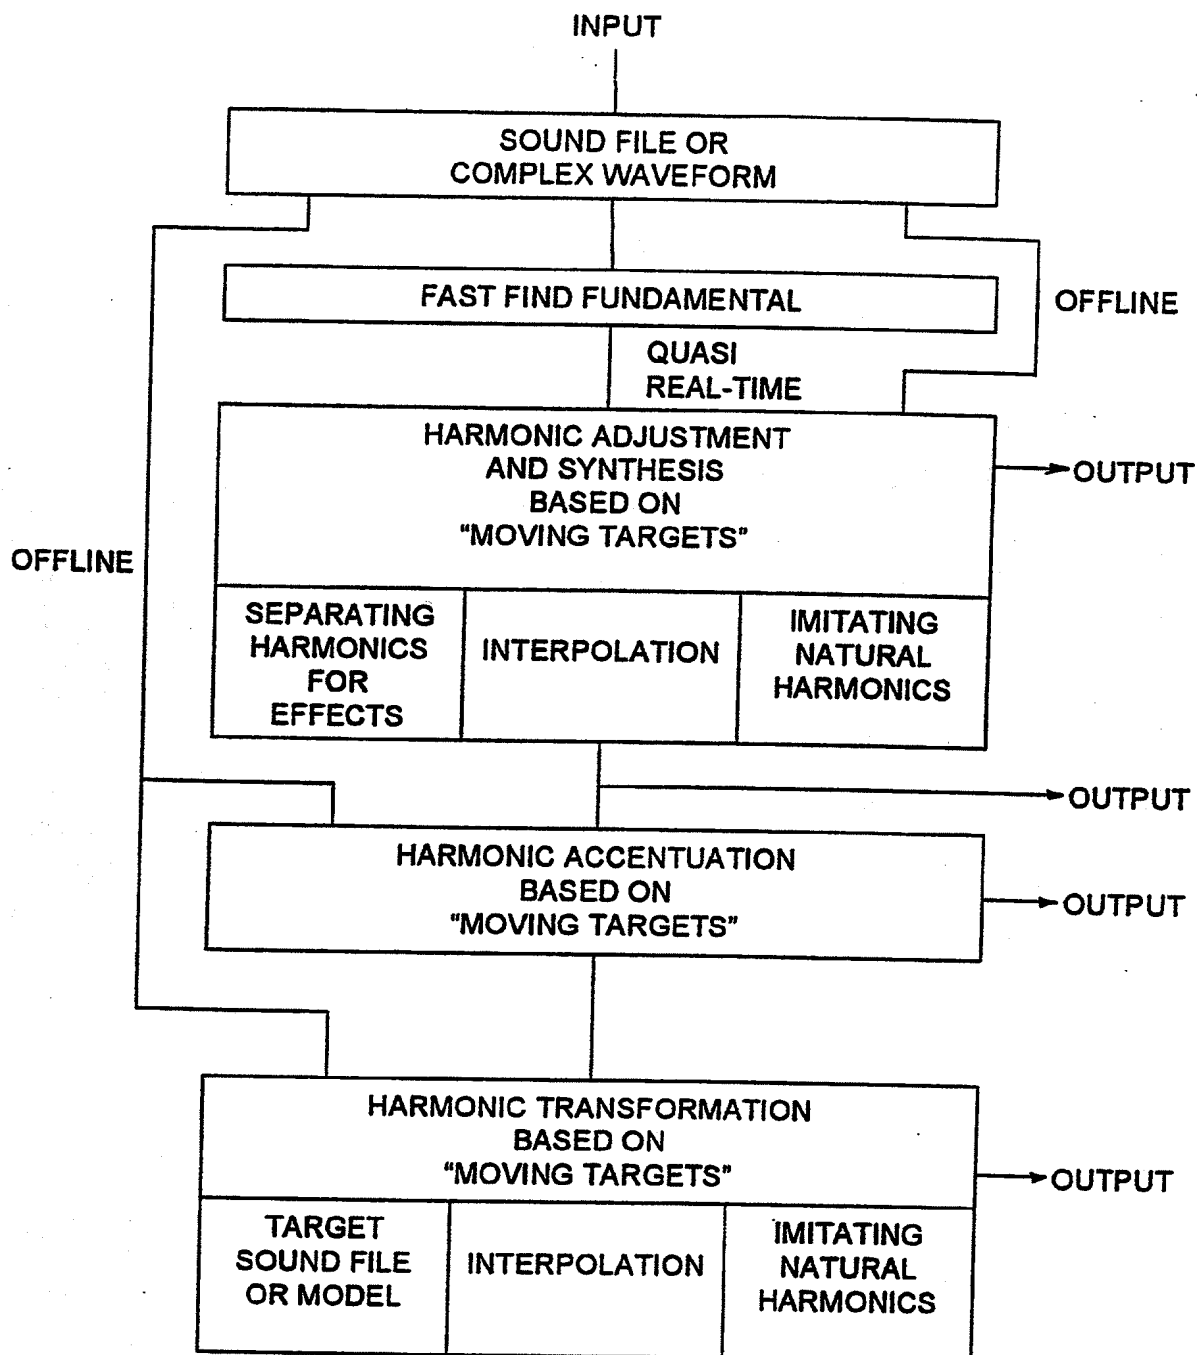 INPUT
SOUND FILE OR
COMPLEX WAVEFORM
FAST FIND FUNDAMENTAL
OFFLINE
QUASI
REAL-TIME
HARMONIC ADJUSTMENT
AND SYNTHESIS
BASED ON
"MOVING TARGETS"
OUTPUT
OFFLINE
SEPARATING
HARMONICS
FOR
EFFECTS
INTERPOLATION
IMITATING
NATURAL
HARMONICS
OUTPUT
HARMONIC ACCENTUATION
BASED ON
"MOVING TARGETS"
OUTPUT
HARMONIC TRANSFORMATION
BASED ON
"MOVING TARGETS"
OUTPUT
TARGET
SOUND FILE
OR MODEL
INTERPOLATION
IMITATING
NATURAL
HARMONICS